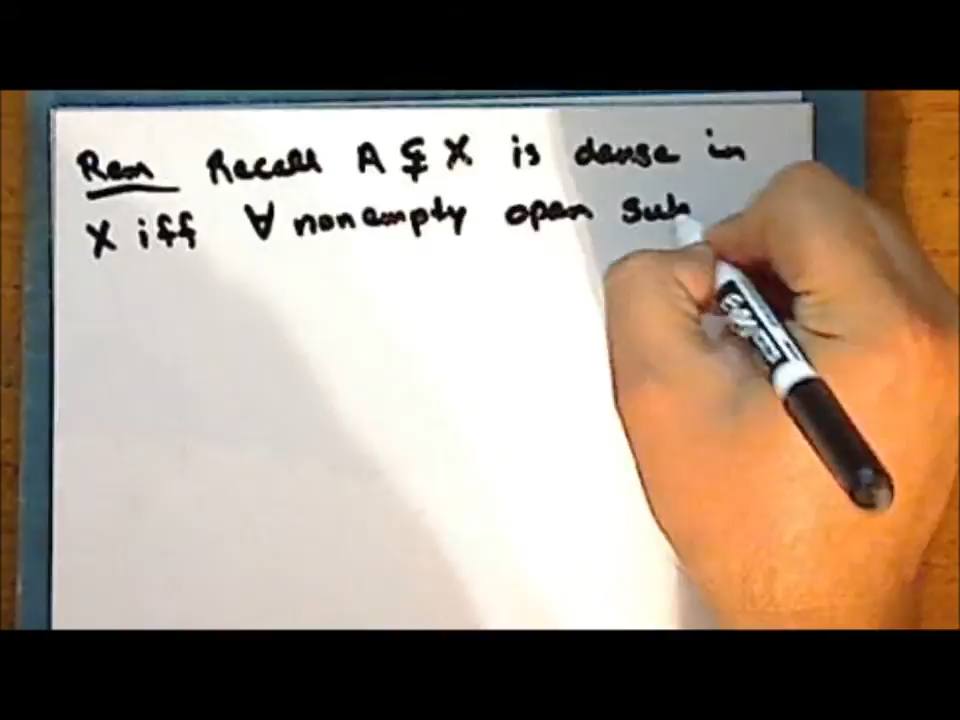 Rem Recall A ⊊ X is dense in
X iff ∀ nonempty open sub